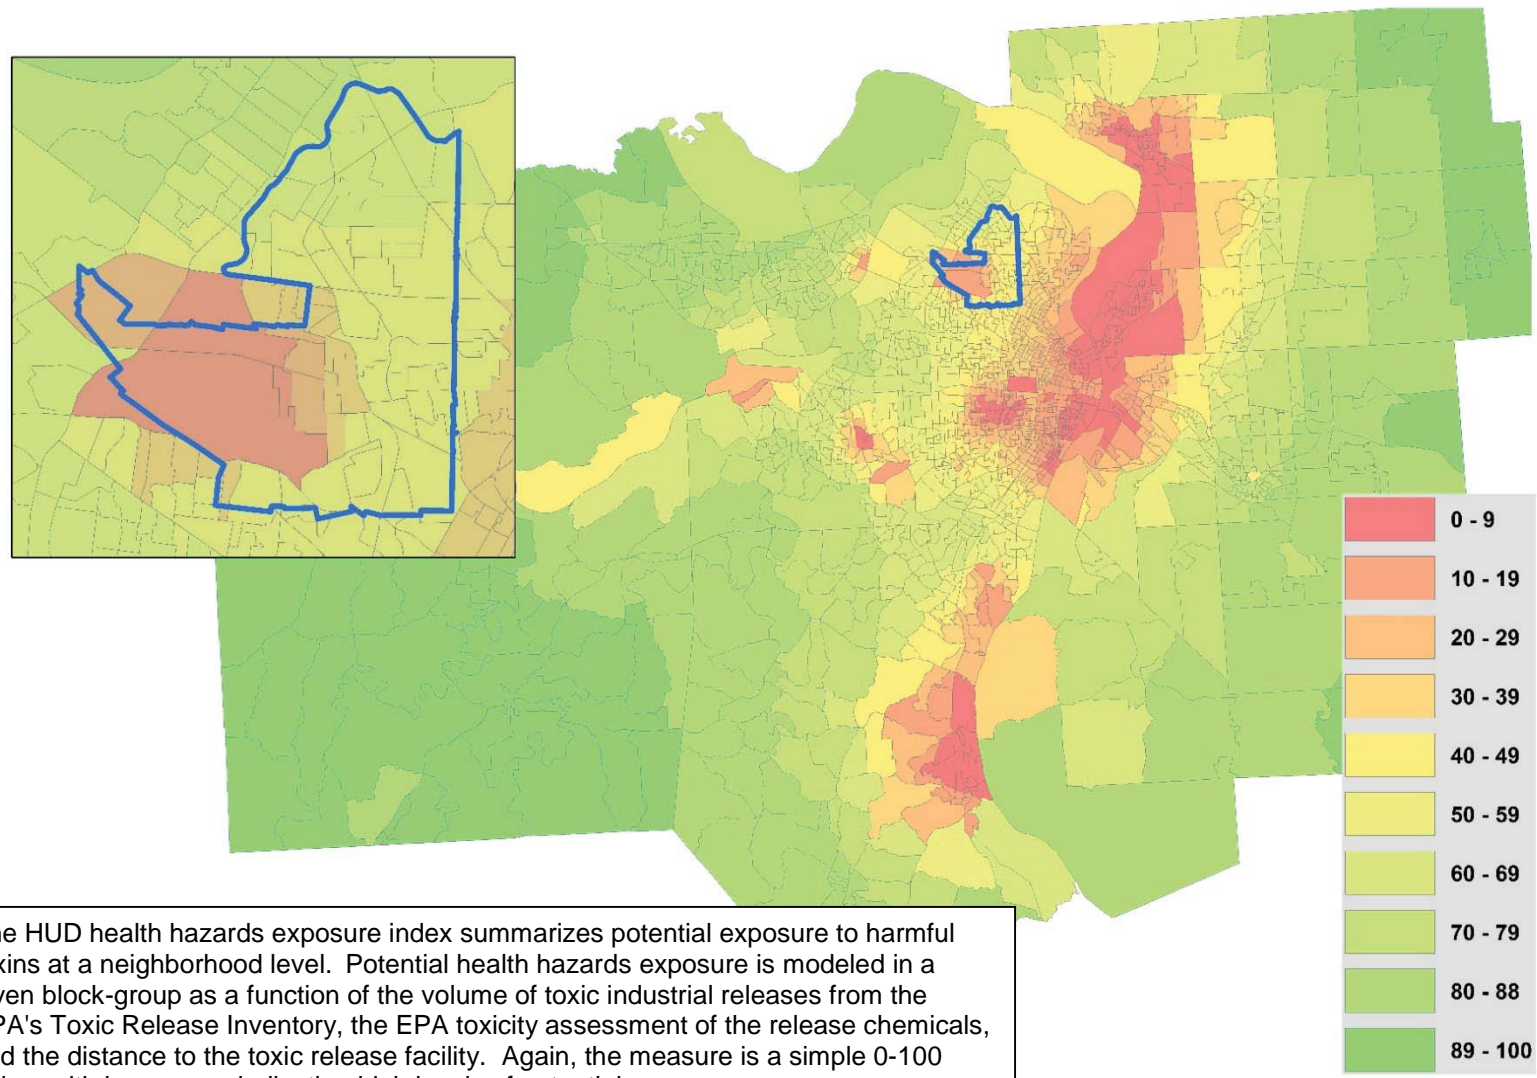 0 - 9
10 - 19
20 - 29
30 - 39
40 - 49
50 - 59
60 - 69
70 - 79
80 - 88
89 - 100
HUD health hazards exposure index summarizes potential exposure to harmful
at a neighborhood level. Potential health hazards exposure is modeled in a
block-group as a function of the volume of toxic industrial releases from the
Toxic Release Inventory, the EPA toxicity assessment of the release chemicals,
the distance to the toxic release facility. Again, the measure is a simple 0-100